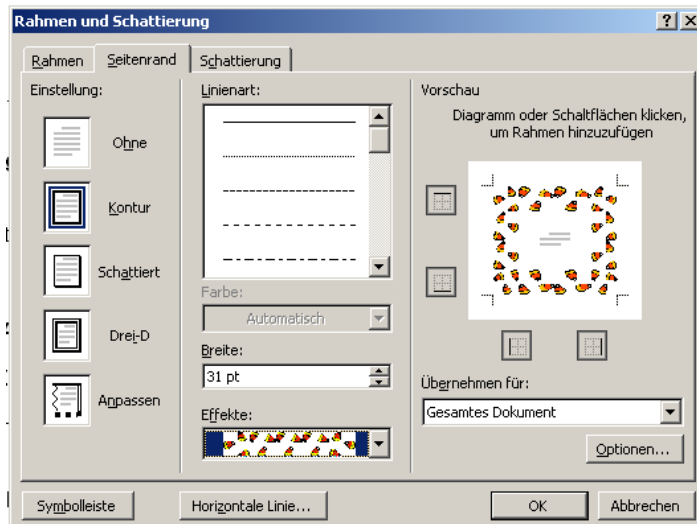 Rahmen und Schattierung
Rahmen
Seitenrand
Schattierung
Einstellung:
Ohne
Kontur
Schattiert
Drei-D
Anpassen
Linienart:
Farbe:
Automatisch
Breite:
31 pt
Effekte:
Vorschau
Diagramm oder Schaltflächen klicken,
um Rahmen hinzuzufügen
Übernehmen für:
Gesamtes Dokument
Optionen...
Symbolleiste
Horizontale Linie...
OK
Abbrechen